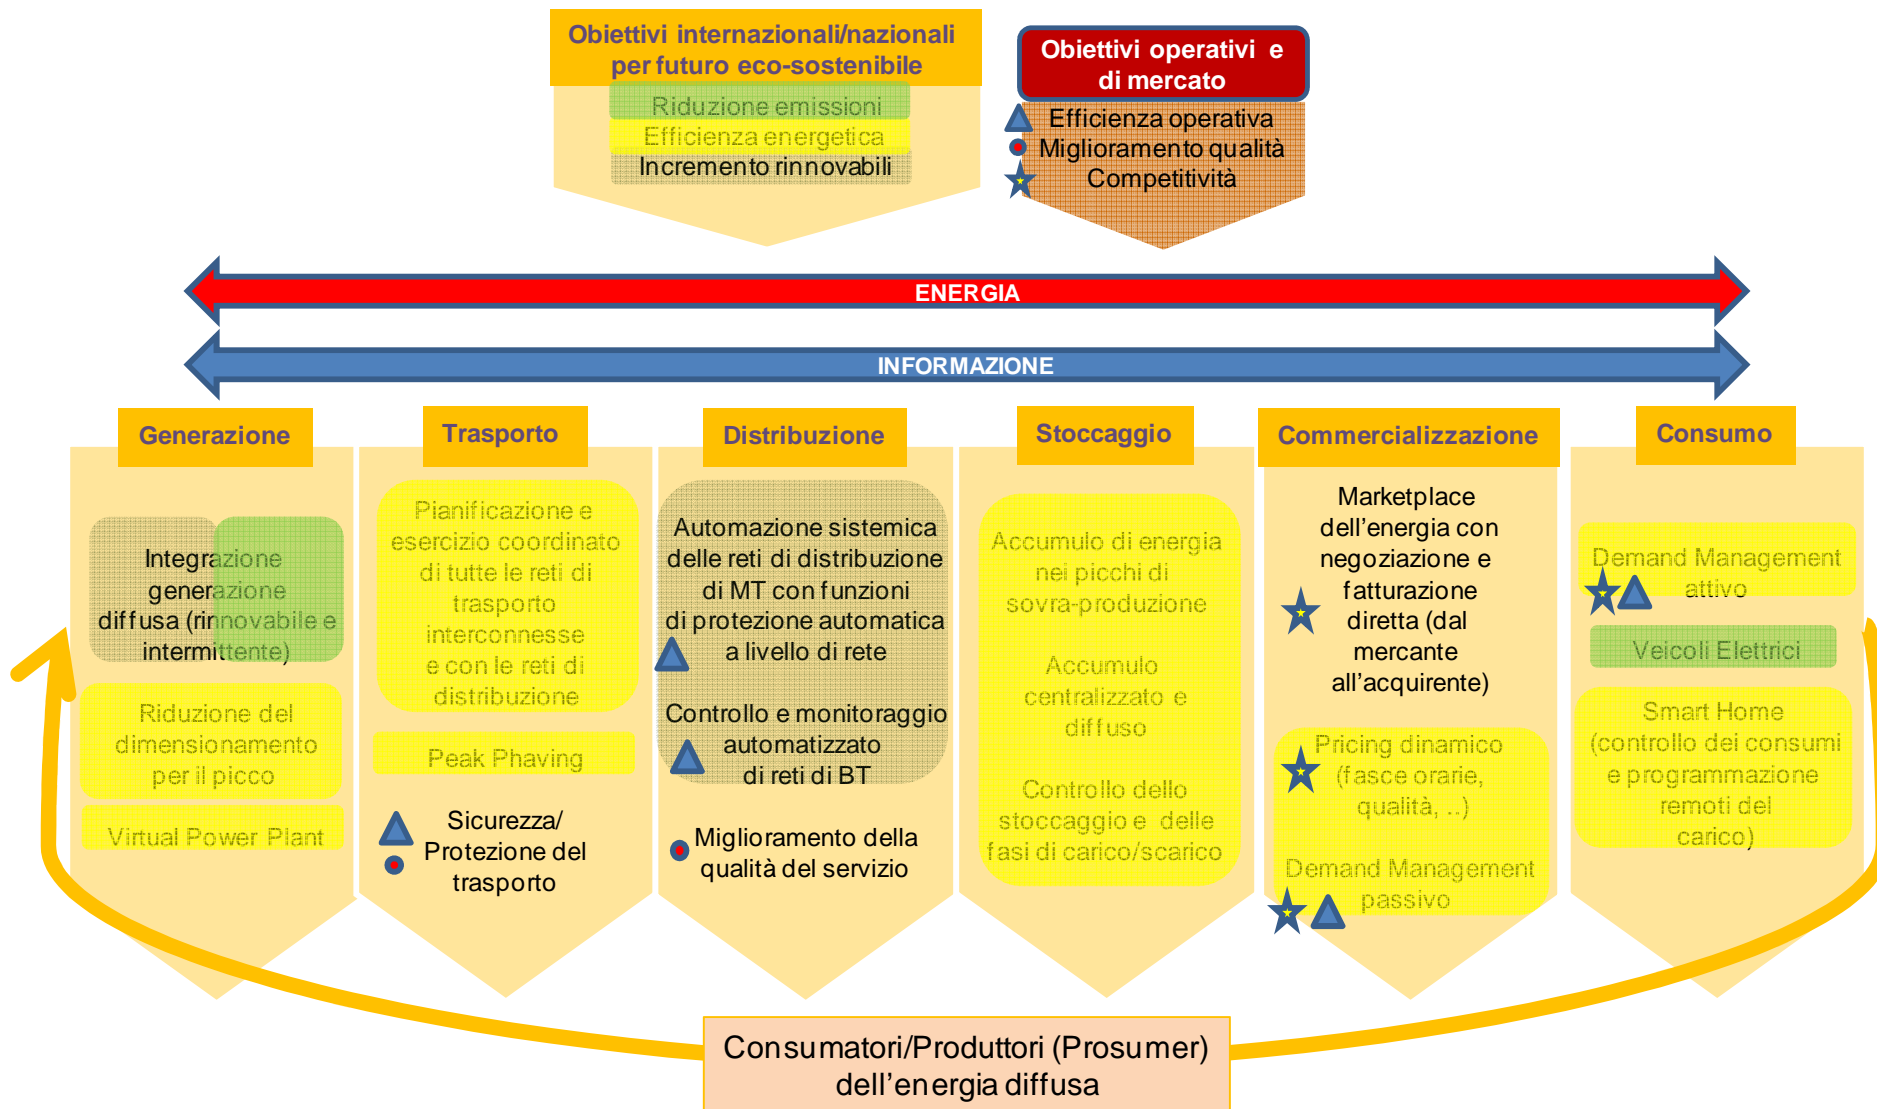 Obiettivi internazionali/nazionali
per futuro eco-sostenibile
Riduzione emissioni
Efficienza energetica
Incremento rinnovabili
Obiettivi operativi e
di mercato
Efficienza operativa
Miglioramento qualità
Competitività
ENERGIA
INFORMAZIONE
Generazione
Integrazione
generazione
diffusa (rinnovabile e
intermittente)
Riduzione del
dimensionamento
per il picco
Virtual Power Plant
Trasporto
Pianificazione e
esercizio coordinato
di tutte le reti di
trasporto
interconnesse
e con le reti di
distribuzione
Peak Phaving
Sicurezza/
Protezione del
trasporto
Distribuzione
Automazione sistemica
delle reti di distribuzione
di MT con funzioni
di protezione automatica
a livello di rete
Controllo e monitoraggio
automatizzato
di reti di BT
Miglioramento della
qualità del servizio
Stoccaggio
Accumulo di energia
nei picchi di
sovra-produzione
Accumulo
centralizzato e
diffuso
Controllo dello
stoccaggio e delle
fasi di carico/scarico
Commercializzazione
Marketplace
dell'energia con
negoziazione e
fatturazione
diretta (dal
mercante
all'acquirente)
Pricing dinamico
(fasce orarie,
qualità, ..)
Demand Management
passivo
Consumo
Demand Management
attivo
Veicoli Elettrici
Smart Home
(controllo dei consumi
e programmazione
remoti del
carico)
Consumatori/Produttori (Prosumer)
dell'energia diffusa